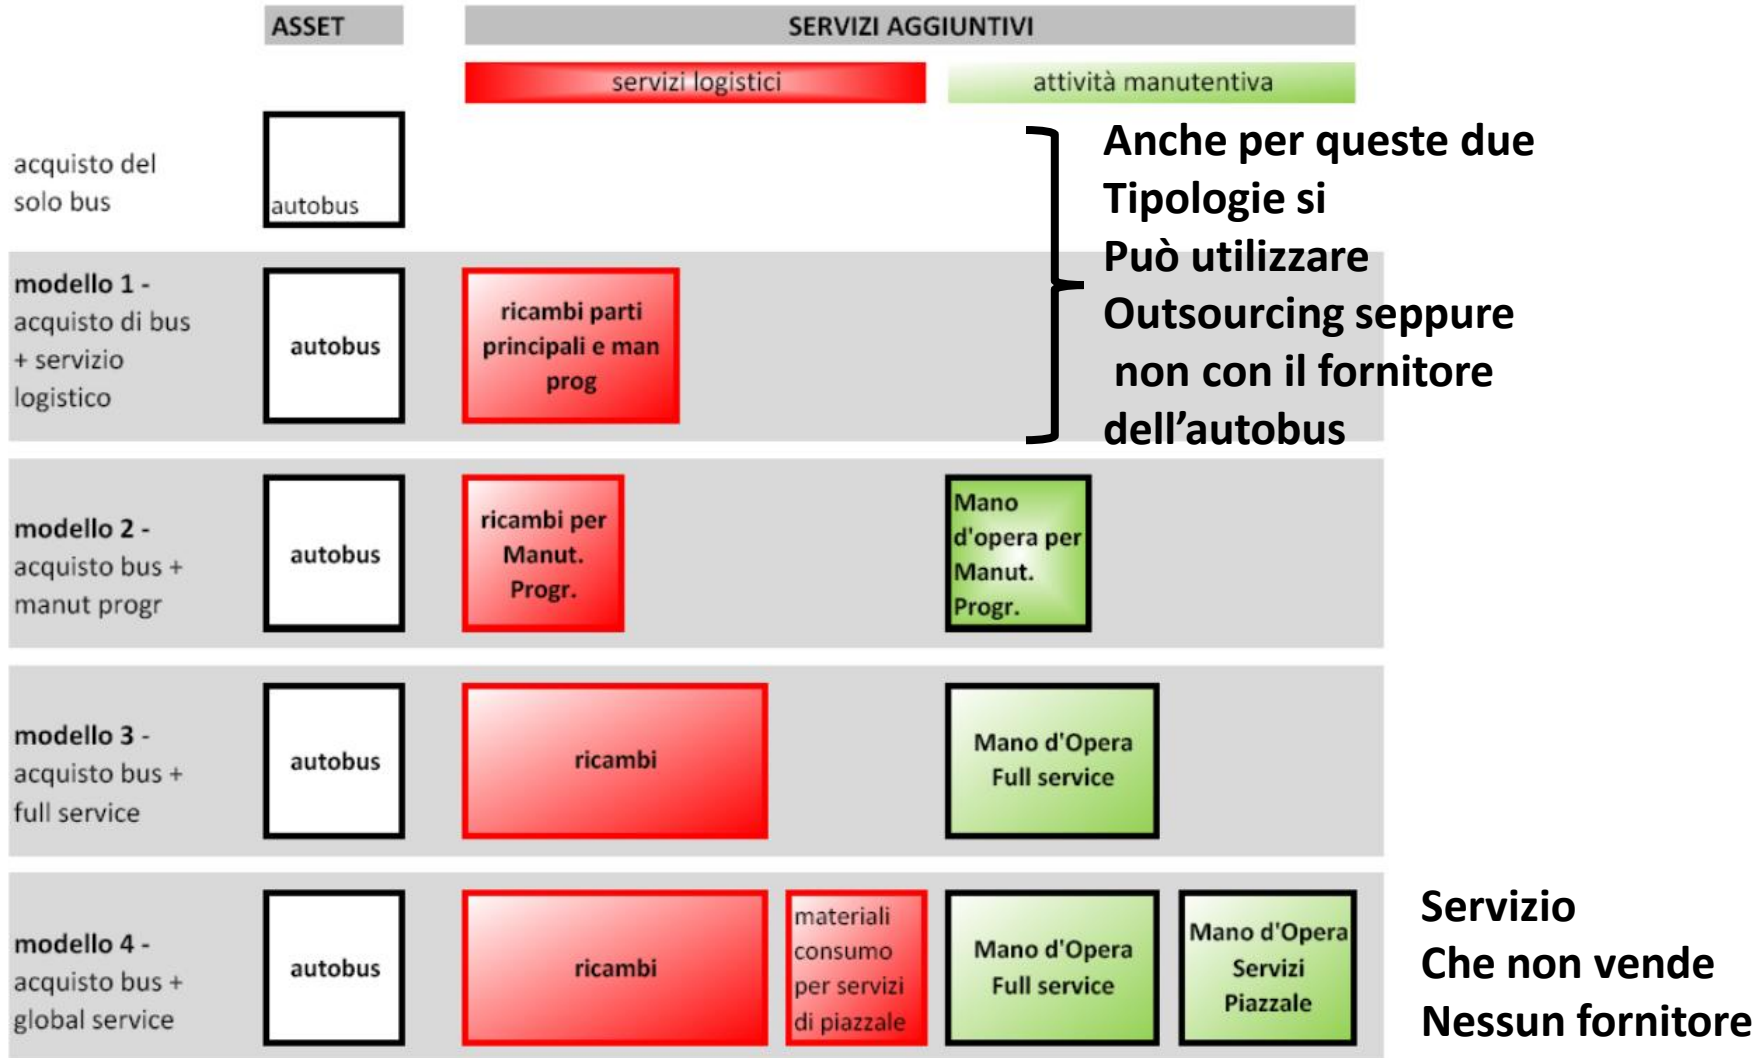 ASSET
SERVIZI AGGIUNTIVI
servizi logistici
attività manutentiva
acquisto del
solo bus
autobus
Anche per queste due
Tipologie si
Può utilizzare
Outsourcing seppure
non con il fornitore
dell’autobus
modello 1 -
acquisto di bus
+ servizio
logistico
autobus
ricambi parti
principali e man
prog
modello 2 -
acquisto bus +
manut progr
autobus
ricambi per
Manut.
Progr.
Mano
d'opera per
Manut.
Progr.
modello 3 -
acquisto bus +
full service
autobus
ricambi
Mano d'Opera
Full service
modello 4 -
acquisto bus +
global service
autobus
ricambi
materiali
consumo
per servizi
di piazzale
Mano d'Opera
Full service
Mano d'Opera
Servizi
Piazzale
Servizio
Che non vende
Nessun fornitore